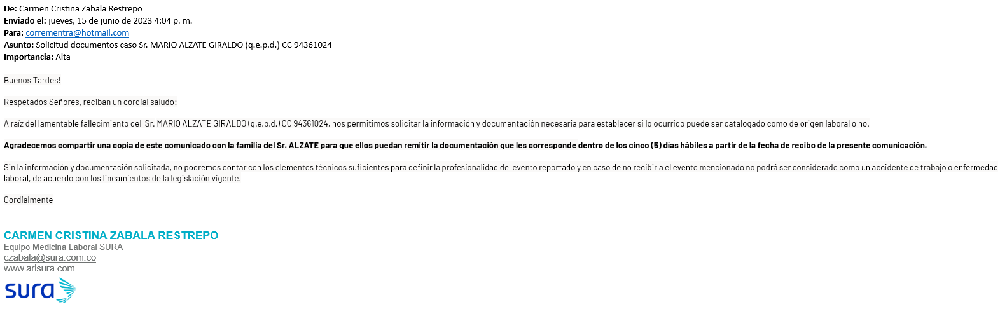 De: Carmen Cristina Zabala Restrepo
Enviado el: jueves, 15 de junio de 2023 4:04 p. m.
Para: corrementra@hotmail.com
Asunto: Solicitud documentos caso Sr. MARIO ALZATE GIRALDO (q.e.p.d.) CC 94361024
Importancia: Alta
Buenos Tardes!
Respetados Señores, reciban un cordial saludo:
A raíz del lamentable fallecimiento del Sr. MARIO ALZATE GIRALDO (q.e.p.d.) CC 94361024, nos permitimos solicitar la información y documentación necesaria para establecer si lo ocurrido puede ser catalogado como de origen laboral o no.
Agradecemos compartir una copia de este comunicado con la familia del Sr. ALZATE para que ellos puedan remitir la documentación que les corresponde dentro de los cinco (5) días hábiles a partir de la fecha de recibo de la presente comunicación.
Sin la información y documentación solicitada, no podremos contar con los elementos técnicos suficientes para definir la profesionalidad del evento reportado y en caso de no recibirla el evento mencionado no podrá ser considerado como un accidente de trabajo o enfermedad
laboral, de acuerdo con los lineamientos de la legislación vigente.
Cordialmente
CARMEN CRISTINA ZABALA RESTREPO
Equipo Medicina Laboral SURA
czabala@sura.com.co
www.arlsura.com
sura